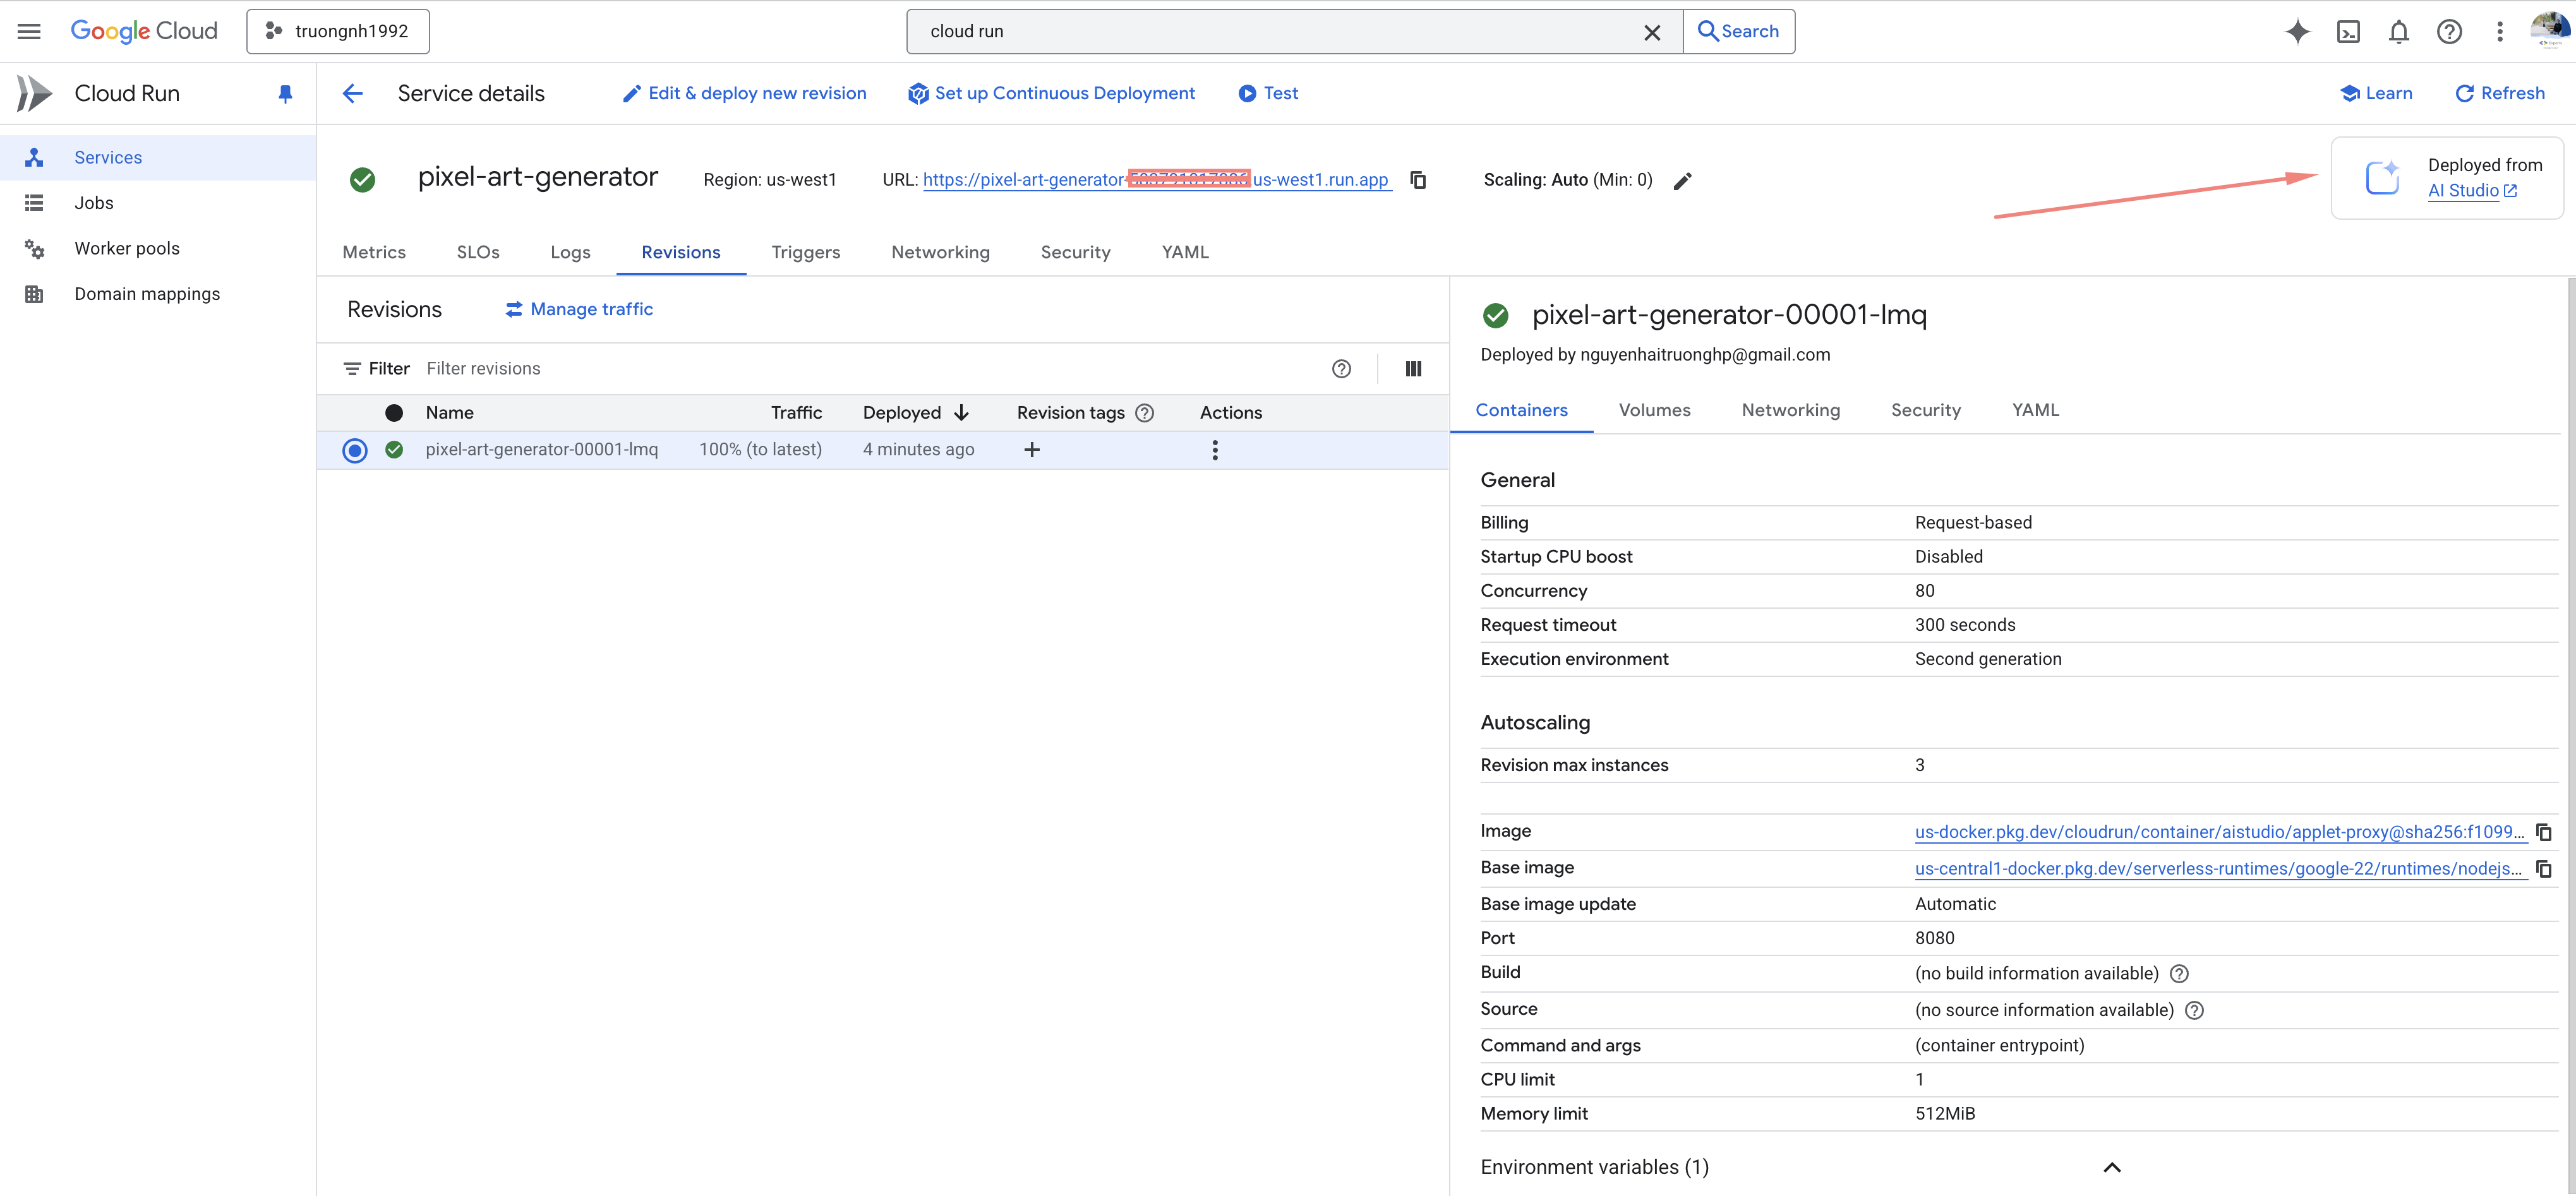 Google Cloud
truongnh1992
cloud run
Search
Cloud Run
Service details
Edit & deploy new revision
Set up Continuous Deployment
Test
Learn
Refresh
Services
Jobs
Worker pools
Domain mappings
pixel-art-generator
Region: us-west1
URL: https://pixel-art-generator- us-west1.run.app
Scaling: Auto (Min: 0)
Deployed from
AI Studio
Metrics
SLOs
Logs
Revisions
Triggers
Networking
Security
YAML
Revisions
Manage traffic
Filter Filter revisions
Name Traffic Deployed Revision tags Actions
pixel-art-generator-00001-lmq 100% (to latest) 4 minutes ago
pixel-art-generator-00001-lmq
Deployed by nguyenhaitruonghp@gmail.com
Containers
Volumes
Networking
Security
YAML
General
Billing Request-based
Startup CPU boost Disabled
Concurrency 80
Request timeout 300 seconds
Execution environment Second generation
Autoscaling
Revision max instances 3
Image us-docker.pkg.dev/cloudrun/container/aistudio/applet-proxy@sha256:f1099...
Base image us-central1-docker.pkg.dev/serverless-runtimes/google-22/runtimes/nodejs...
Base image update Automatic
Port 8080
Build (no build information available)
Source (no source information available)
Command and args (container entrypoint)
CPU limit 1
Memory limit 512MiB
Environment variables (1)